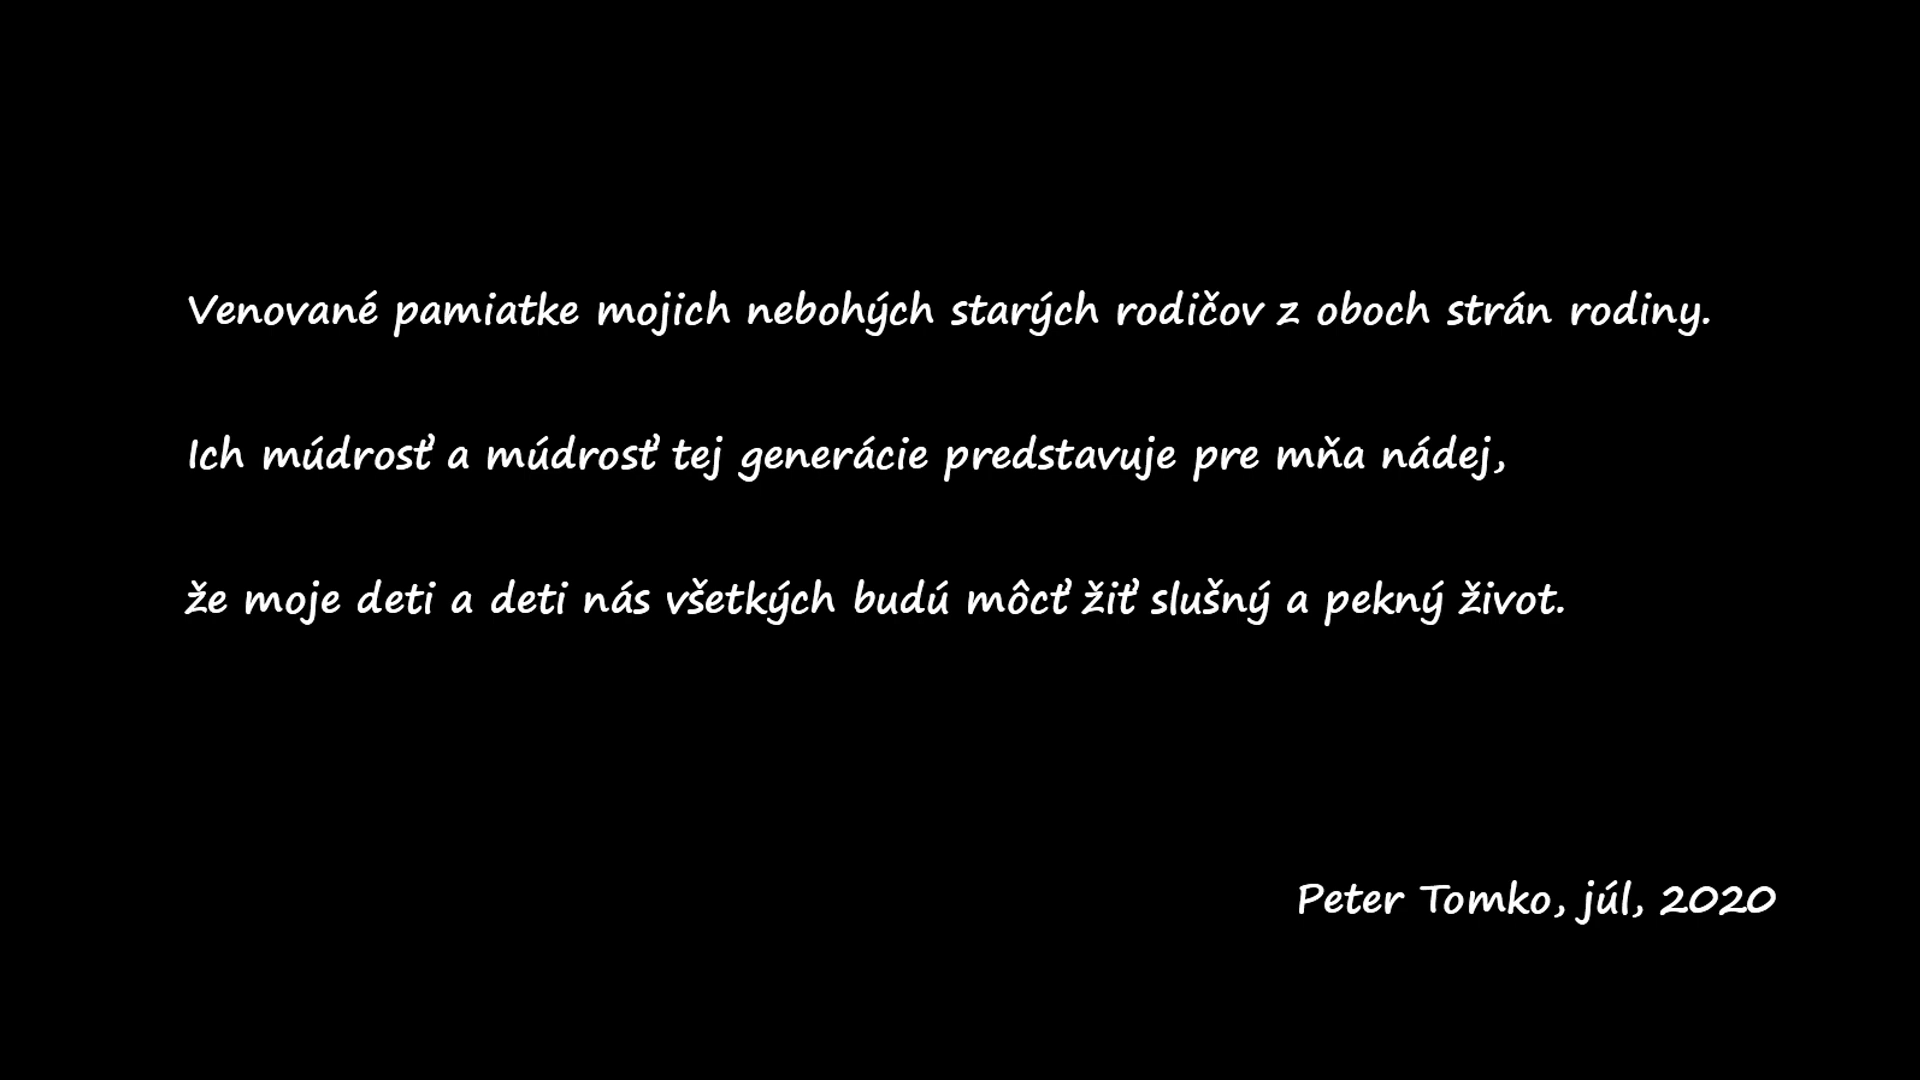 Venované pamiatke mojich nebohých starých rodičov z oboch strán rodiny.
Ich múdrosť a múdrosť tej generácie predstavuje pre mňa nádej,
že moje deti a deti nás všetkých budú môcť žiť slušný a pekný život.
Peter Tomko, júl, 2020